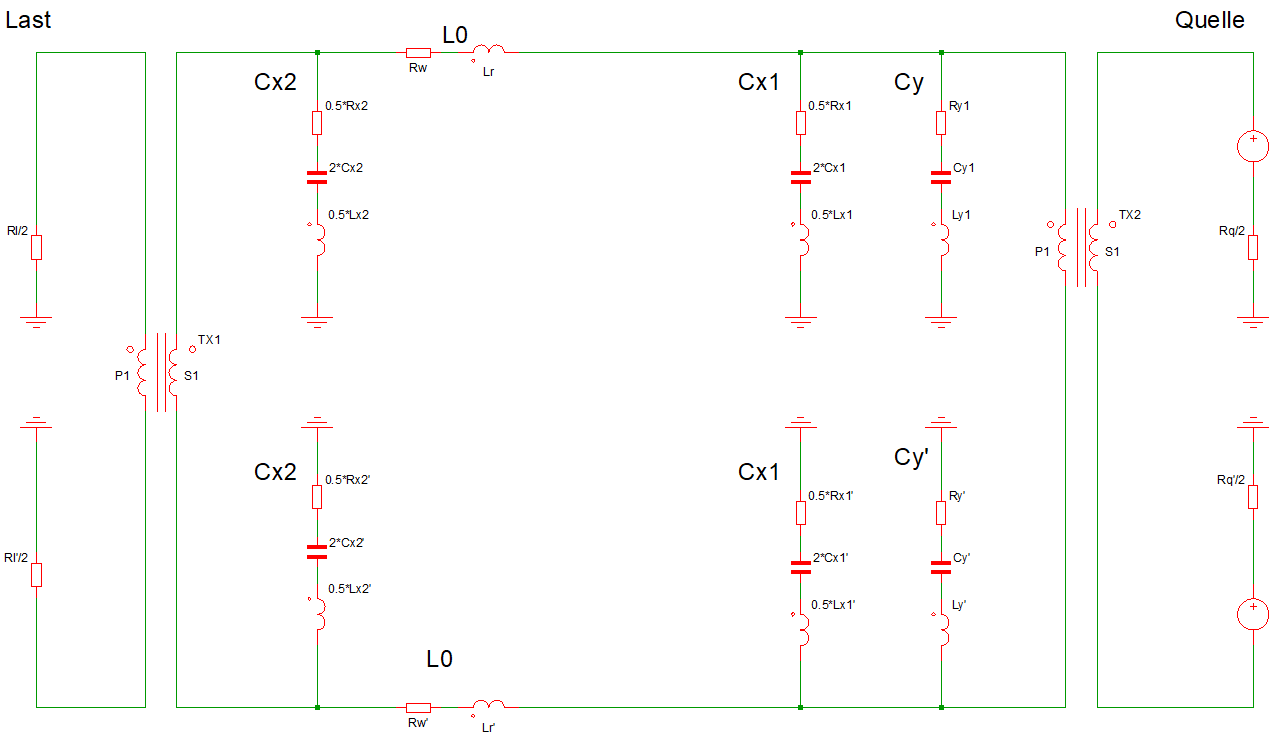 Last
Quelle
L0
Rw
Lr
Cx2
Cx1
Cy
0.5*Rx2
0.5*Rx1
Ry1
+
2*Cx2
2*Cx1
Cy1
0.5*Lx2
0.5*Lx1
Ly1
TX2
Rl/2
P1
S1
Rq/2
TX1
P1
S1
Cx2
Cx1
Cy'
0.5*Rx2'
0.5*Rx1'
Ry'
Rq'/2
2*Cx2'
2*Cx1'
Cy'
Rl'/2
0.5*Lx2'
0.5*Lx1'
Ly'
+
L0
Rw'
Lr'